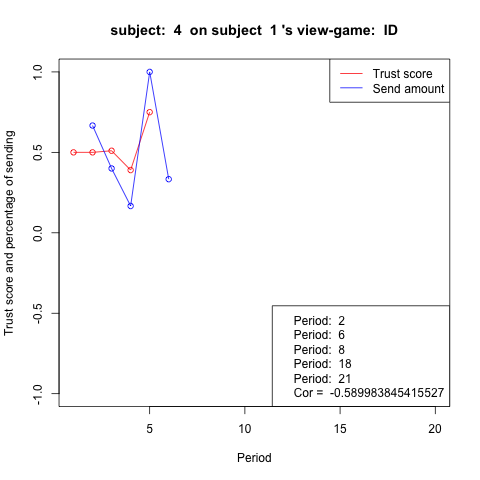 subject:  4  on subject  1 's view-game:  ID
Trust score
Send amount
Trust score and percentage of sending
1.0
0.5
0.0
-0.5
-1.0
Period:  2
Period:  6
Period:  8
Period:  18
Period:  21
Cor =  -0.589983845415527
5 10 15 20
Period